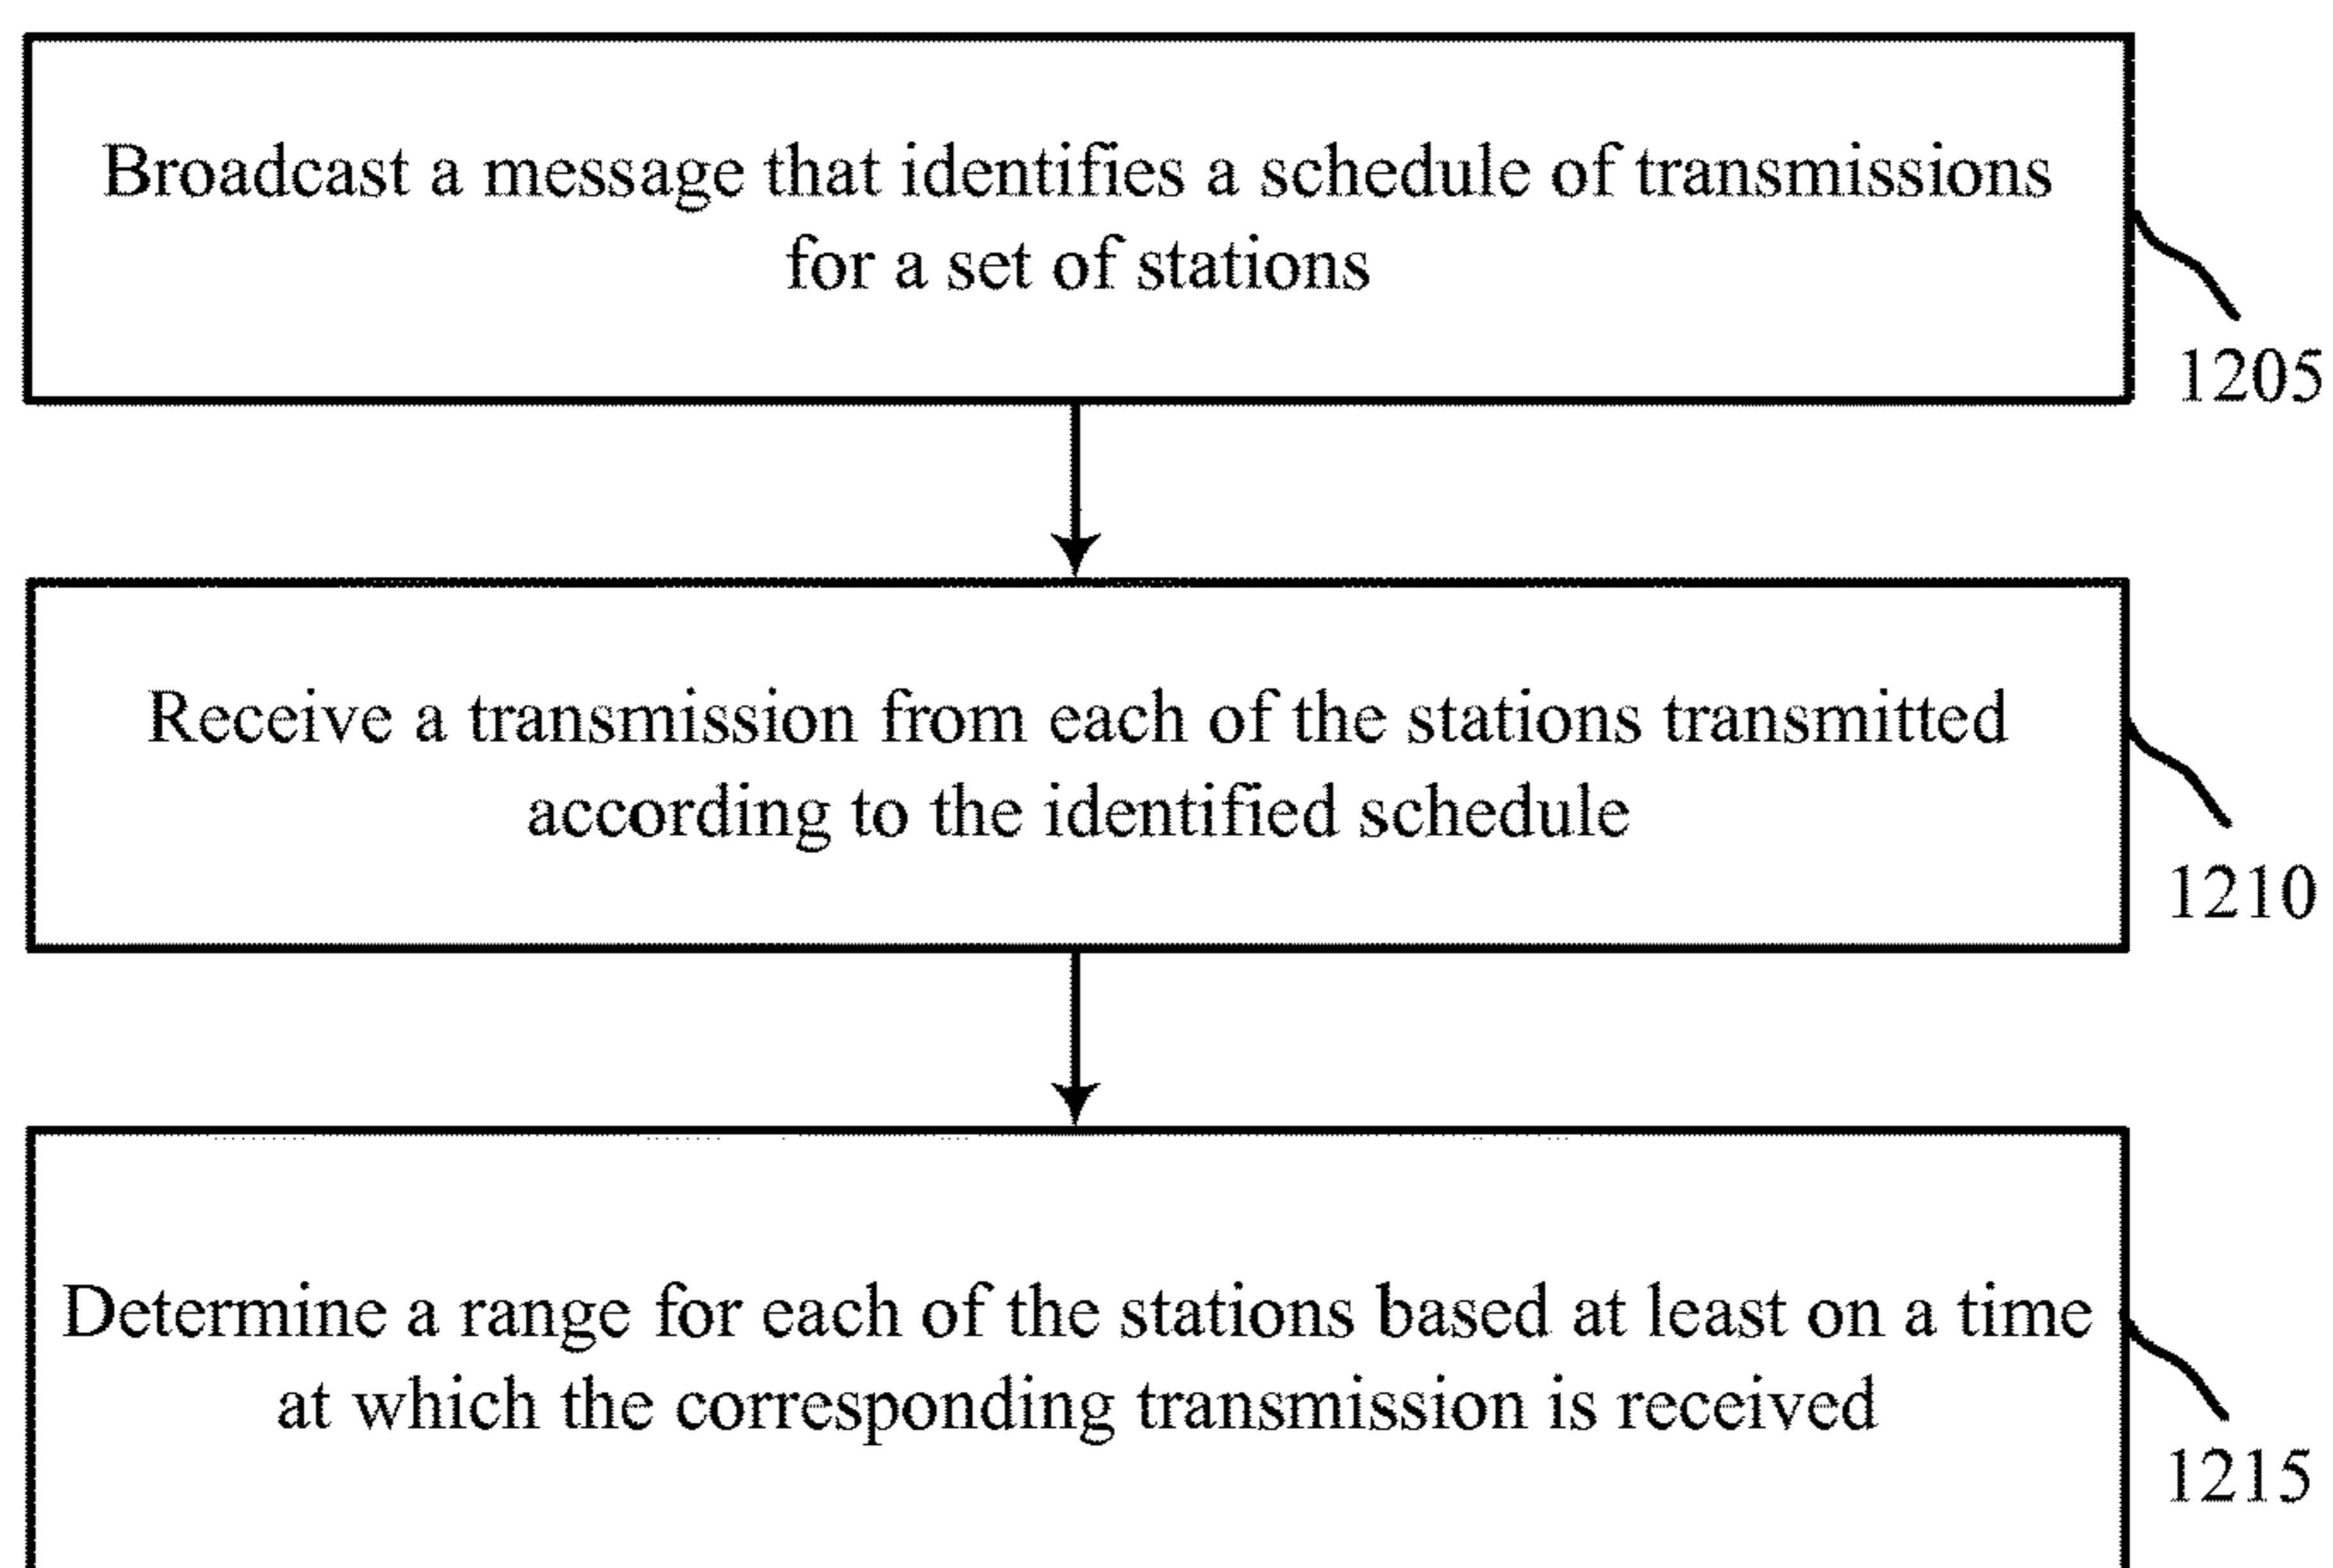 Broadcast a message that identifies a schedule of transmissions
for a set of stations
1205
Receive a transmission from each of the stations transmitted
according to the identified schedule
1210
Determine a range for each of the stations based at least on a time
at which the corresponding transmission is received
1215